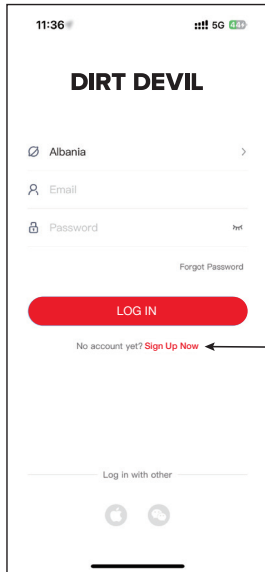 11:36
5G 44
DIRT DEVIL
Albania
Email
Password
Forgot Password
LOG IN
No account yet? Sign Up Now
Log in with other